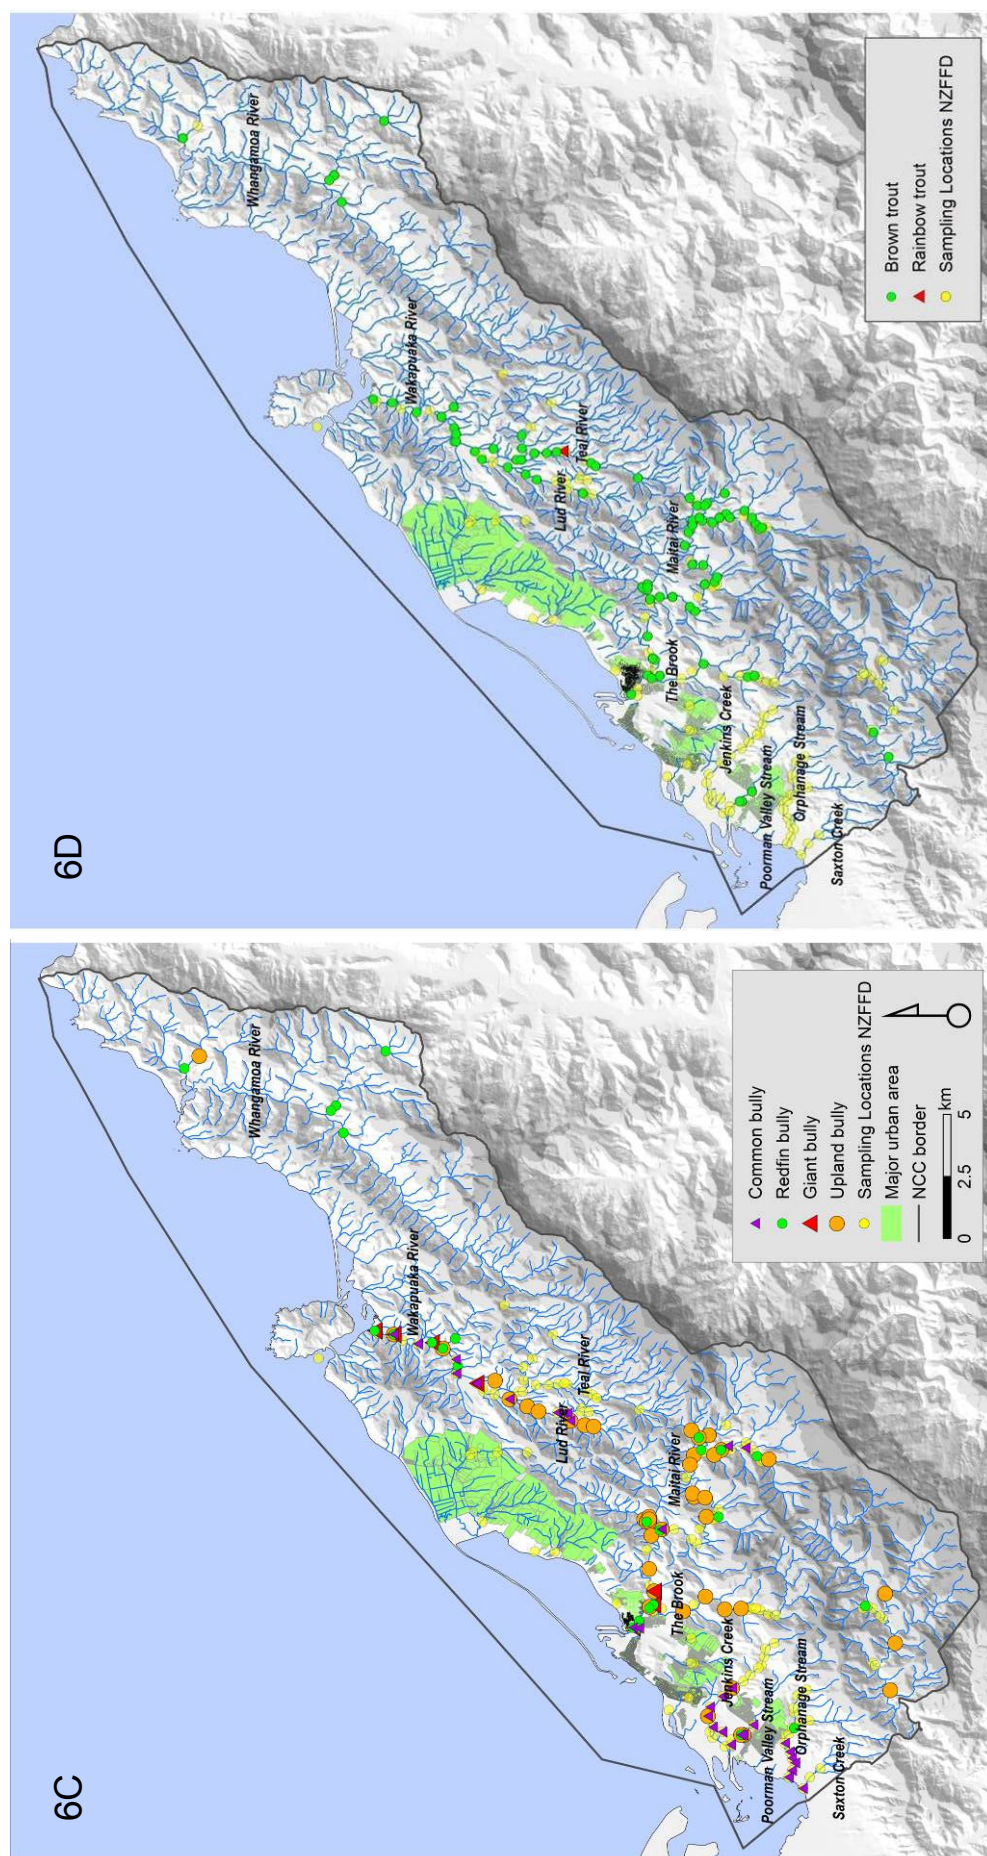 6C
Whangamoa River
Wakapuaka River
Teal River
Lud River
Maitai River
The Brook
Jenkins Creek
Orphanage Stream
Poorman Valley Stream
Saxton Creek
Common bully
Redfin bully
Giant bully
Upland bully
Sampling Locations NZFFD
Major urban area
NCC border
0 2.5 5
km
6D
Whangamoa River
Wakapuaka River
Teal River
Lud River
Maitai River
The Brook
Jenkins Creek
Orphanage Stream
Poorman Valley Stream
Saxton Creek
Brown trout
Rainbow trout
Sampling Locations NZFFD